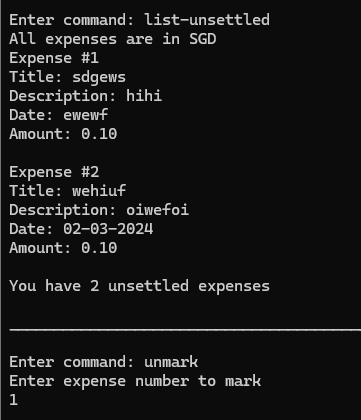 Enter command: list-unsettled
All expenses are in SGD
Expense #1
Title: sdgews
Description: hihi
Date: ewewf
Amount: 0.10
Expense #2
Title: wehiuf
Description: oiwefoi
Date: 02-03-2024
Amount: 0.10
You have 2 unsettled expenses
Enter command: unmark
Enter expense number to mark
1